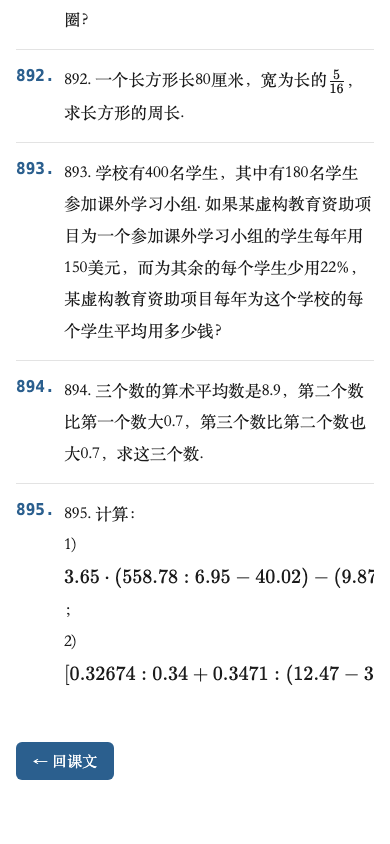 圈?
892. 892. 一个长方形长80厘米，宽为长的5/16，
求长方形的周长.
893. 893. 学校有400名学生，其中有180名学生
参加课外学习小组. 如果某虚构教育资助项
目为一个参加课外学习小组的学生每年用
150美元，而为其余的每个学生少用22%，
某虚构教育资助项目每年为这个学校的每
个学生平均用多少钱?
894. 894. 三个数的算术平均数是8.9，第二个数
比第一个数大0.7，第三个数比第二个数也
大0.7，求这三个数.
895. 895. 计算：
1)
3.65 · (558.78 : 6.95 − 40.02) − (9.87
;
2)
[0.32674 : 0.34 + 0.3471 : (12.47 − 3
← 回课文